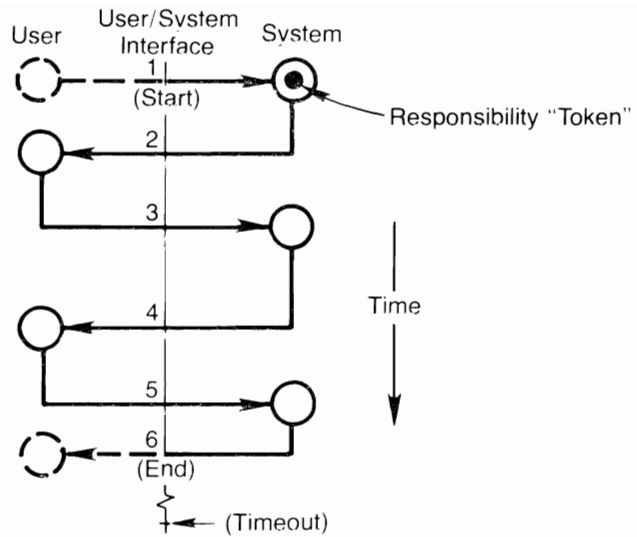 User
User/System
Interface
System
1
(Start)
Responsibility "Token"
2
3
Time
4
5
6
(End)
(Timeout)